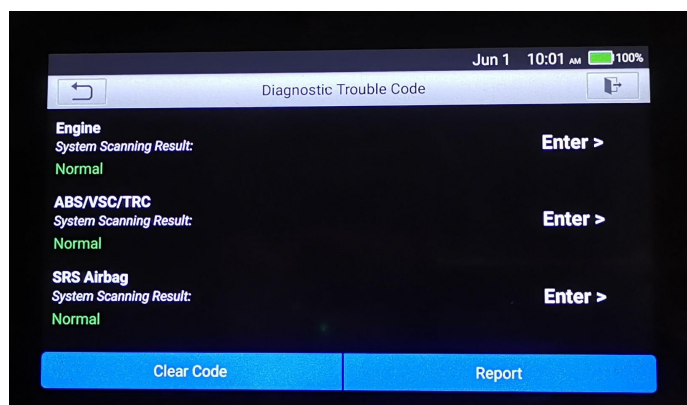 Jun 1 10:01 AM 100%
Diagnostic Trouble Code
Engine
System Scanning Result:
Enter >
Normal
ABS/VSC/TRC
System Scanning Result:
Enter >
Normal
SRS Airbag
System Scanning Result:
Enter >
Normal
Clear Code Report